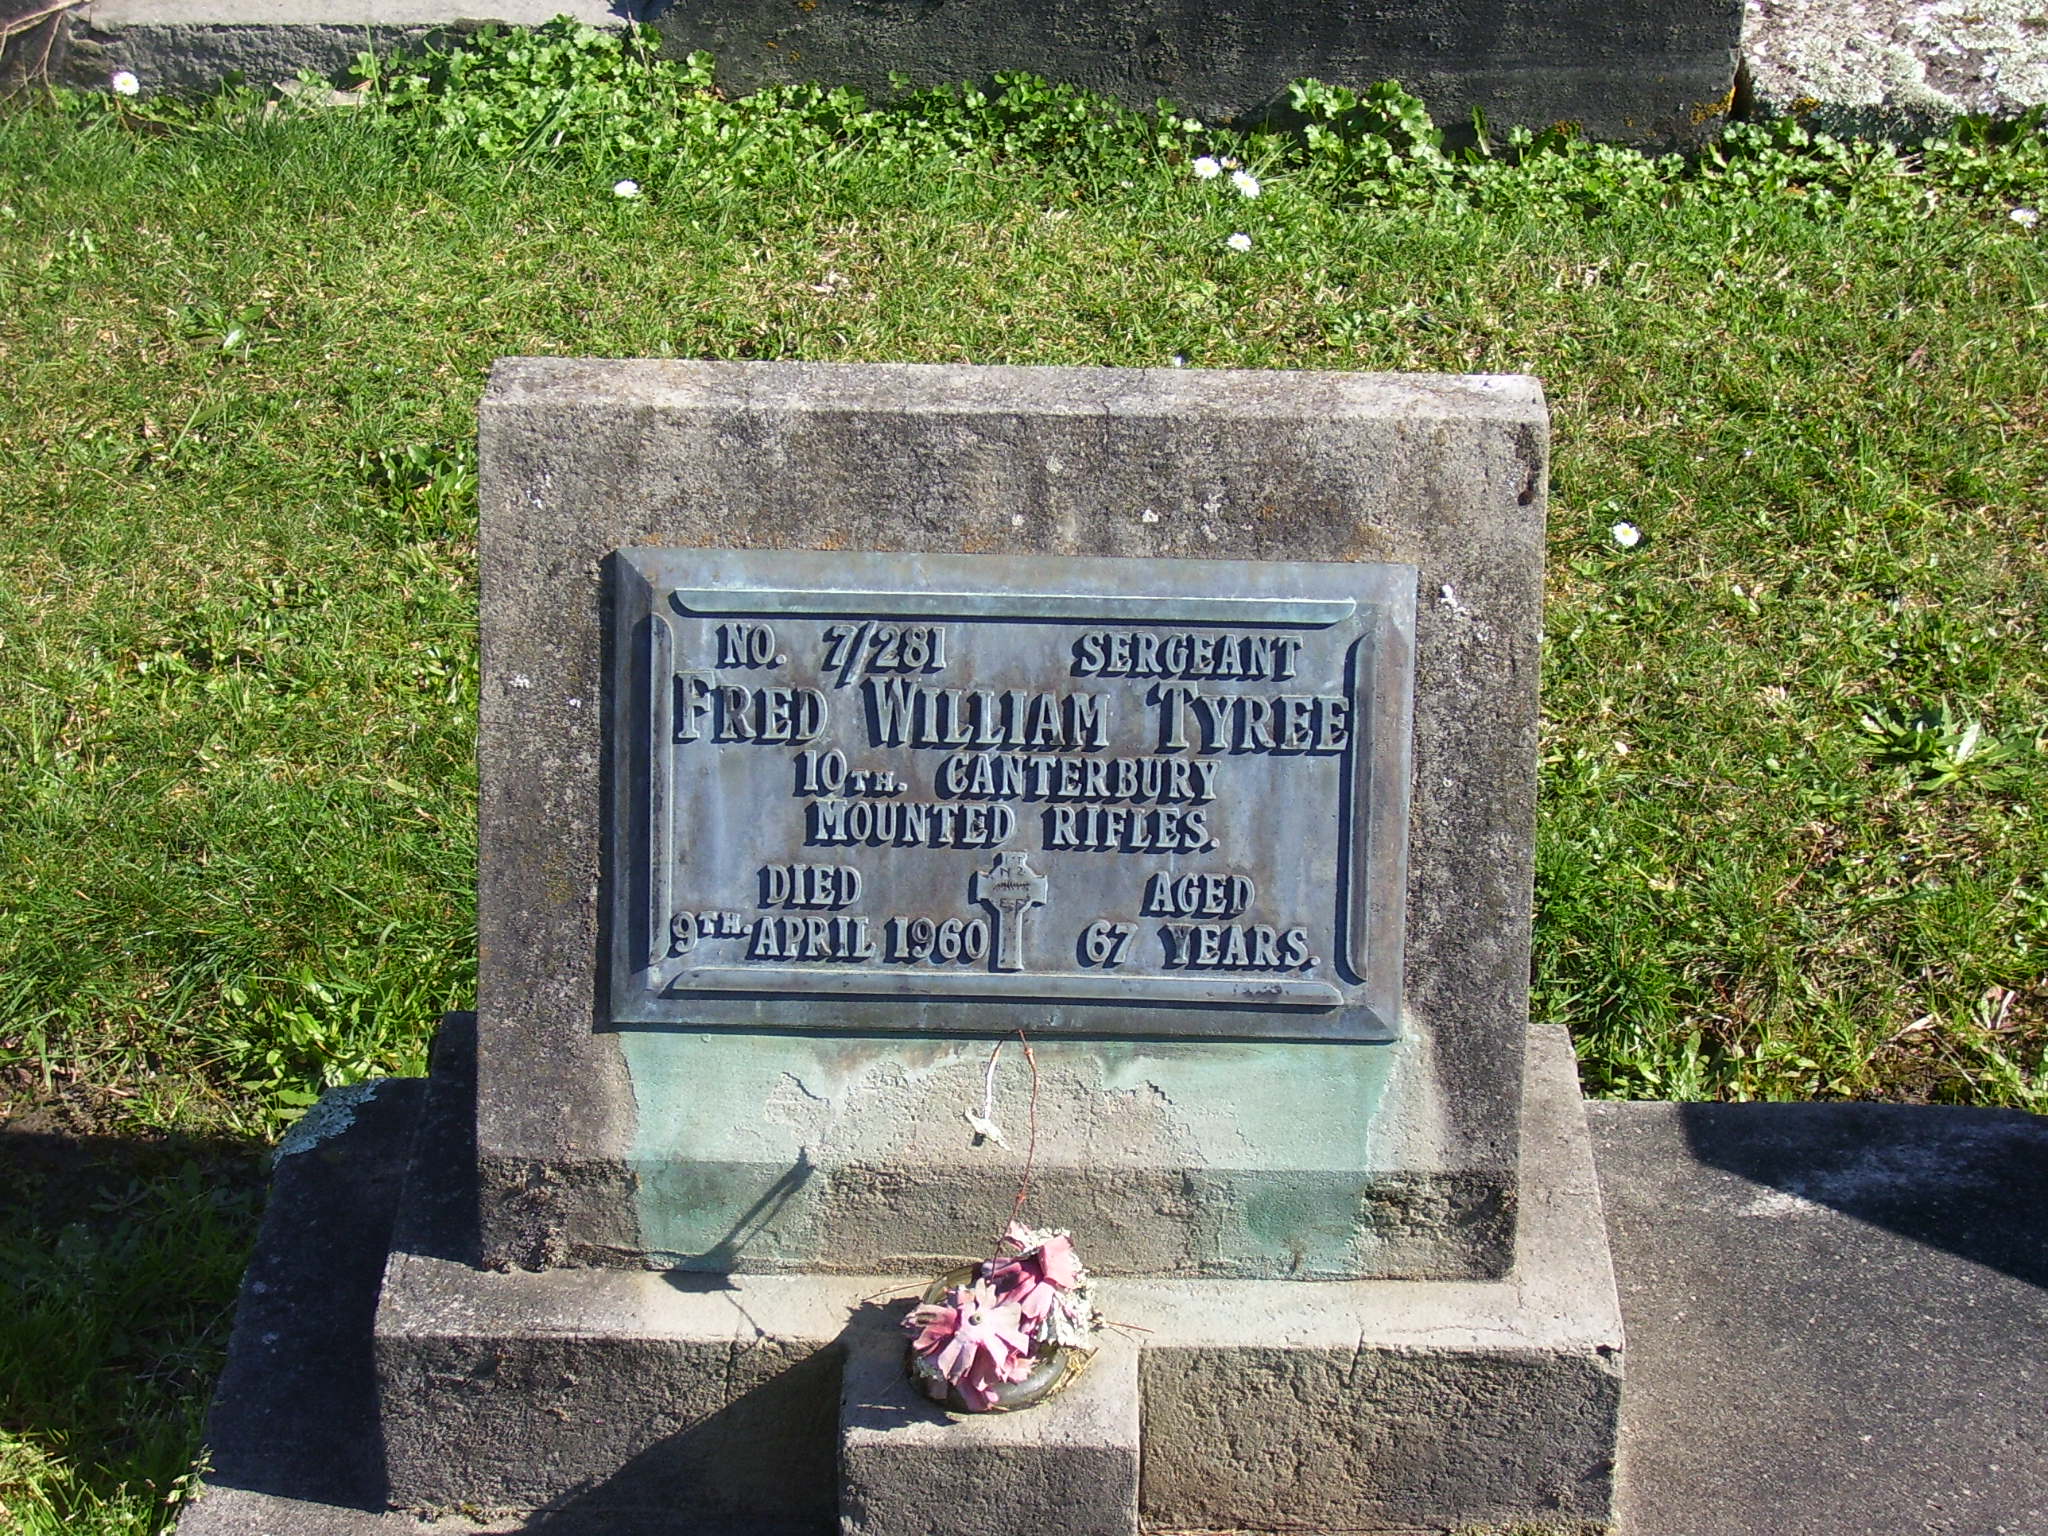 NO. 7/281 SERGEANT
FRED WILLIAM TYREE
10TH. CANTERBURY
MOUNTED RIFLES.
DIED AGED
9TH. APRIL 1960 67 YEARS.